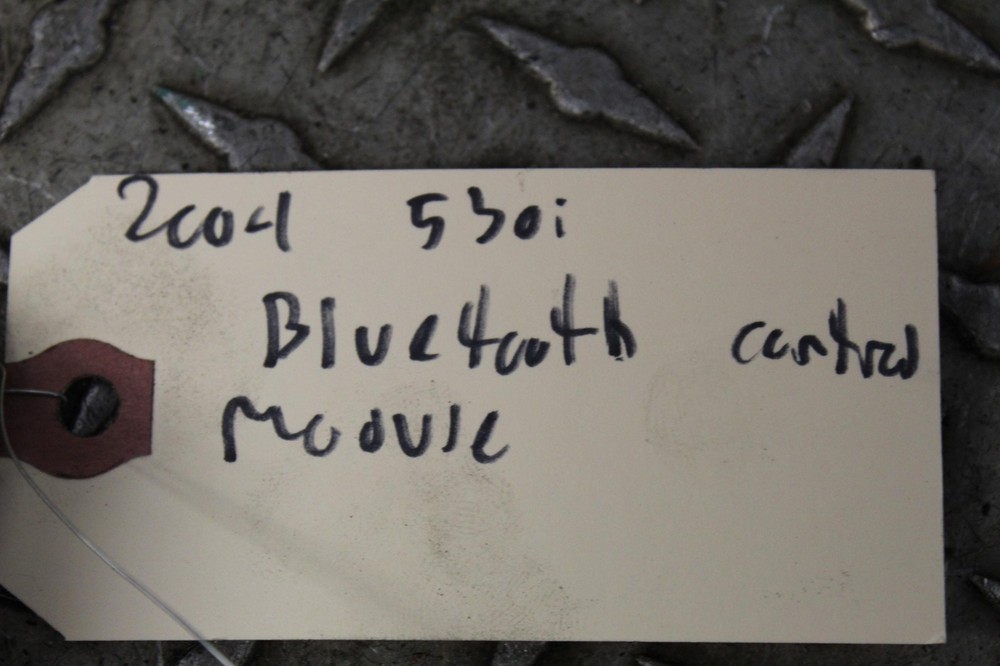 2004 530i
Bluetooth control
Module